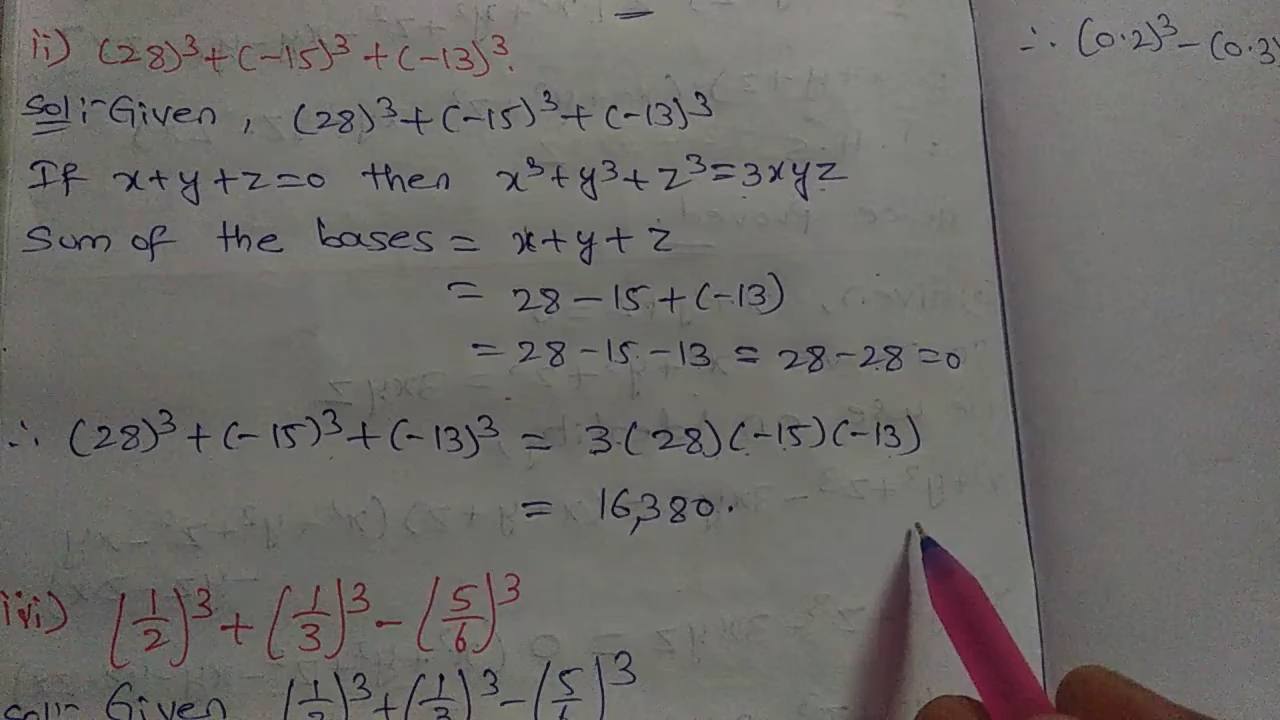 ii) (28)³+(-15)³+(-13)³.
Sol:- Given, (28)³+(-15)³+(-13)³
If x+y+z=0 then x³+y³+z³=3xyz
Sum of the bases = x+y+z
= 28-15+(-13)
= 28-15-13 = 28-28=0
∴ (28)³+(-15)³+(-13)³ = 3(28)(-15)(-13)
= 16,380.
iii) (1/2)³+(1/3)³-(5/6)³
Sol:- Given (1/2)³+(1/3)³-(5/6)³
∴ (0.2)³-(0.3)